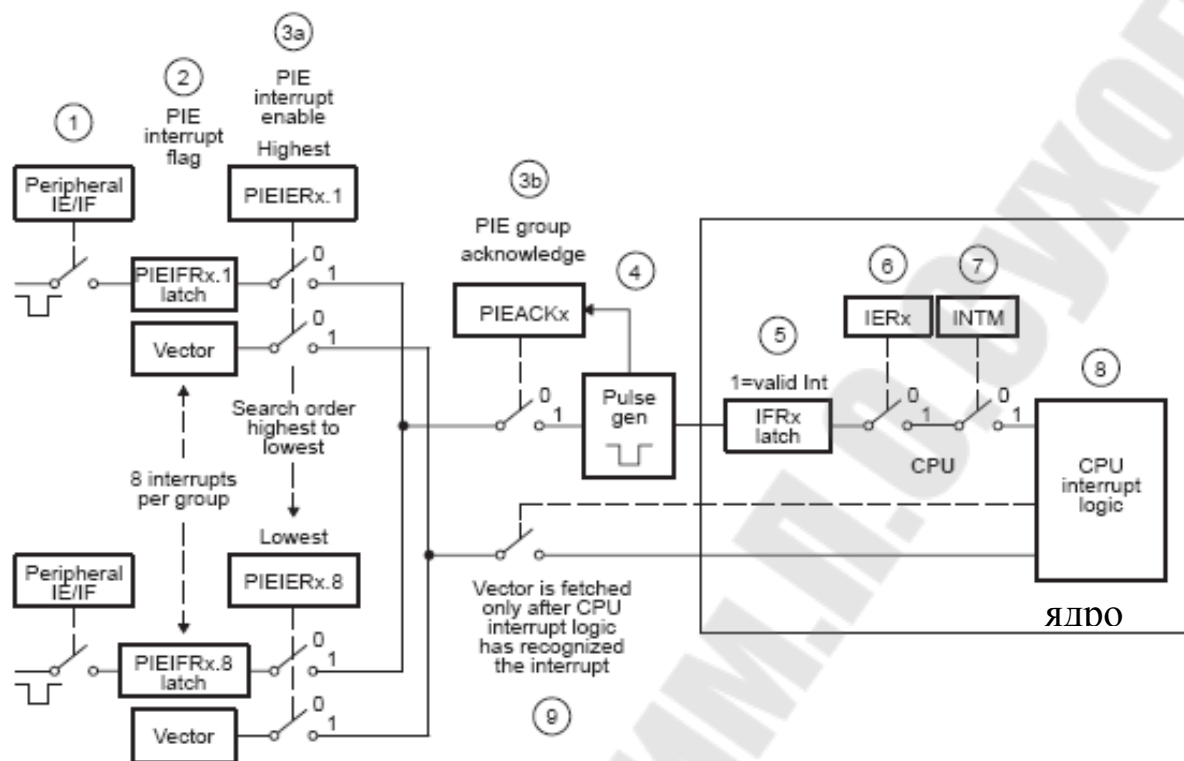 3a
2
PIE
interrupt
enable
1
PIE
interrupt
flag
Highest
Peripheral
IE/IF
PIEIERx.1
3b
PIE group
acknowledge
4
6
7
0
1
PIEIFRx.1
latch
PIEACKx
IERx
INTM
0
1
Vector
5
8
1=valid Int
Search order
highest to
lowest
0
1
Pulse
gen
IFRx
latch
0
1
0
1
CPU
8 interrupts
per group
CPU
interrupt
logic
Lowest
Peripheral
IE/IF
PIEIERx.8
Vector is fetched
only after CPU
interrupt logic
has recognized
the interrupt
ядро
0
1
PIEIFRx.8
latch
9
0
1
Vector
им.П.О.Сухог